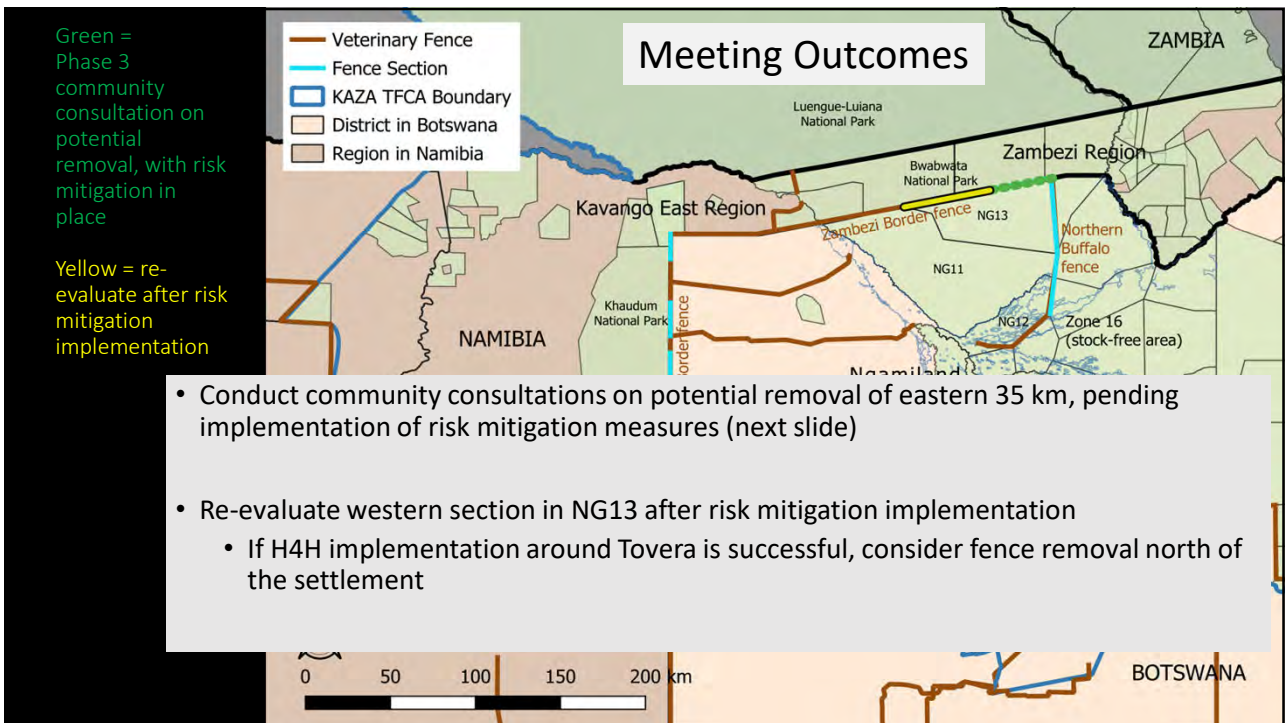 Green =
Phase 3
community
consultation on
potential
removal, with risk
mitigation in
place
Yellow = re-
evaluate after risk
mitigation
implementation
Veterinary Fence
Fence Section
KAZA TFCA Boundary
District in Botswana
Region in Namibia
Meeting Outcomes
ZAMBIA
Luengue-Luiana
National Park
Zambezi Region
Bwabwata
National Park
Kavango East Region
Zambezi Border fence
NG13
Northern
Buffalo
fence
NG11
Khaudum
National Park
Border fence
NG12
Zone 16
(stock-free area)
NAMIBIA
Ngamiland
• Conduct community consultations on potential removal of eastern 35 km, pending
implementation of risk mitigation measures (next slide)
• Re-evaluate western section in NG13 after risk mitigation implementation
• If H4H implementation around Tovera is successful, consider fence removal north of
the settlement
0 50 100 150 200 km
BOTSWANA